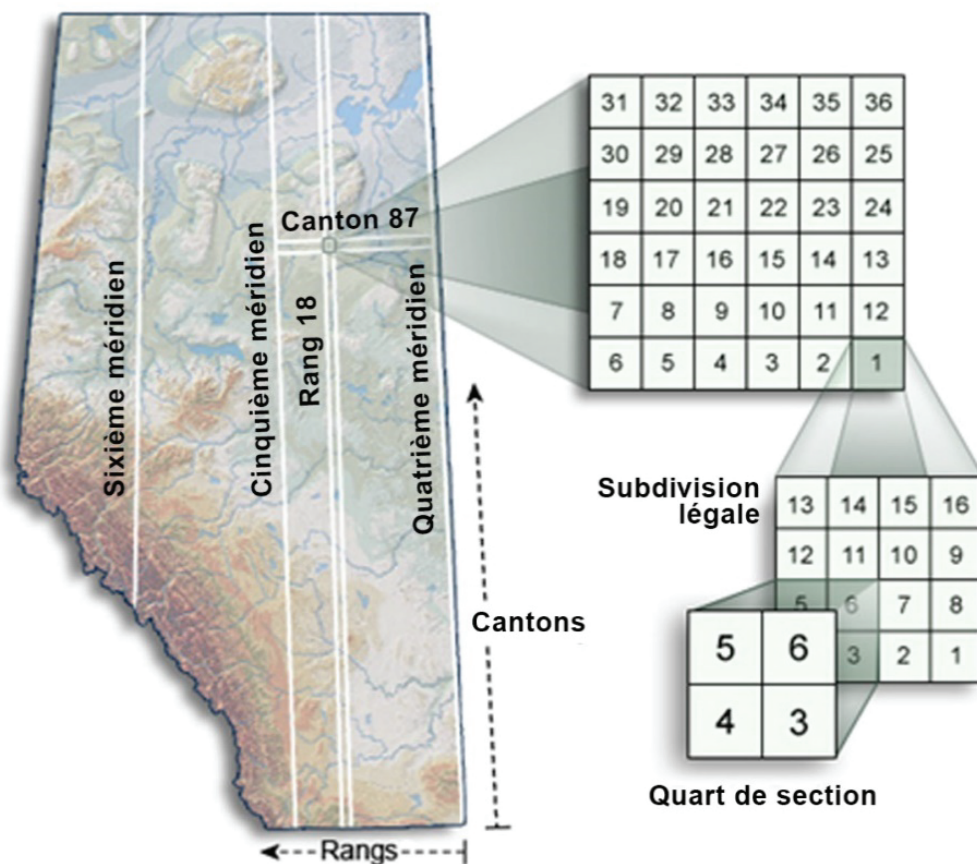 31 32 33 34 35 36
30 29 28 27 26 25
19 20 21 22 23 24
18 17 16 15 14 13
7 8 9 10 11 12
6 5 4 3 2 1
Canton 87
Sixième méridien
Cinquième méridien
Rang 18
Quatrième méridien
Subdivision
légale
13 14 15 16
12 11 10 9
5 6 7 8
3 2 1
5 6
4 3
Quart de section
Cantons
Rangs